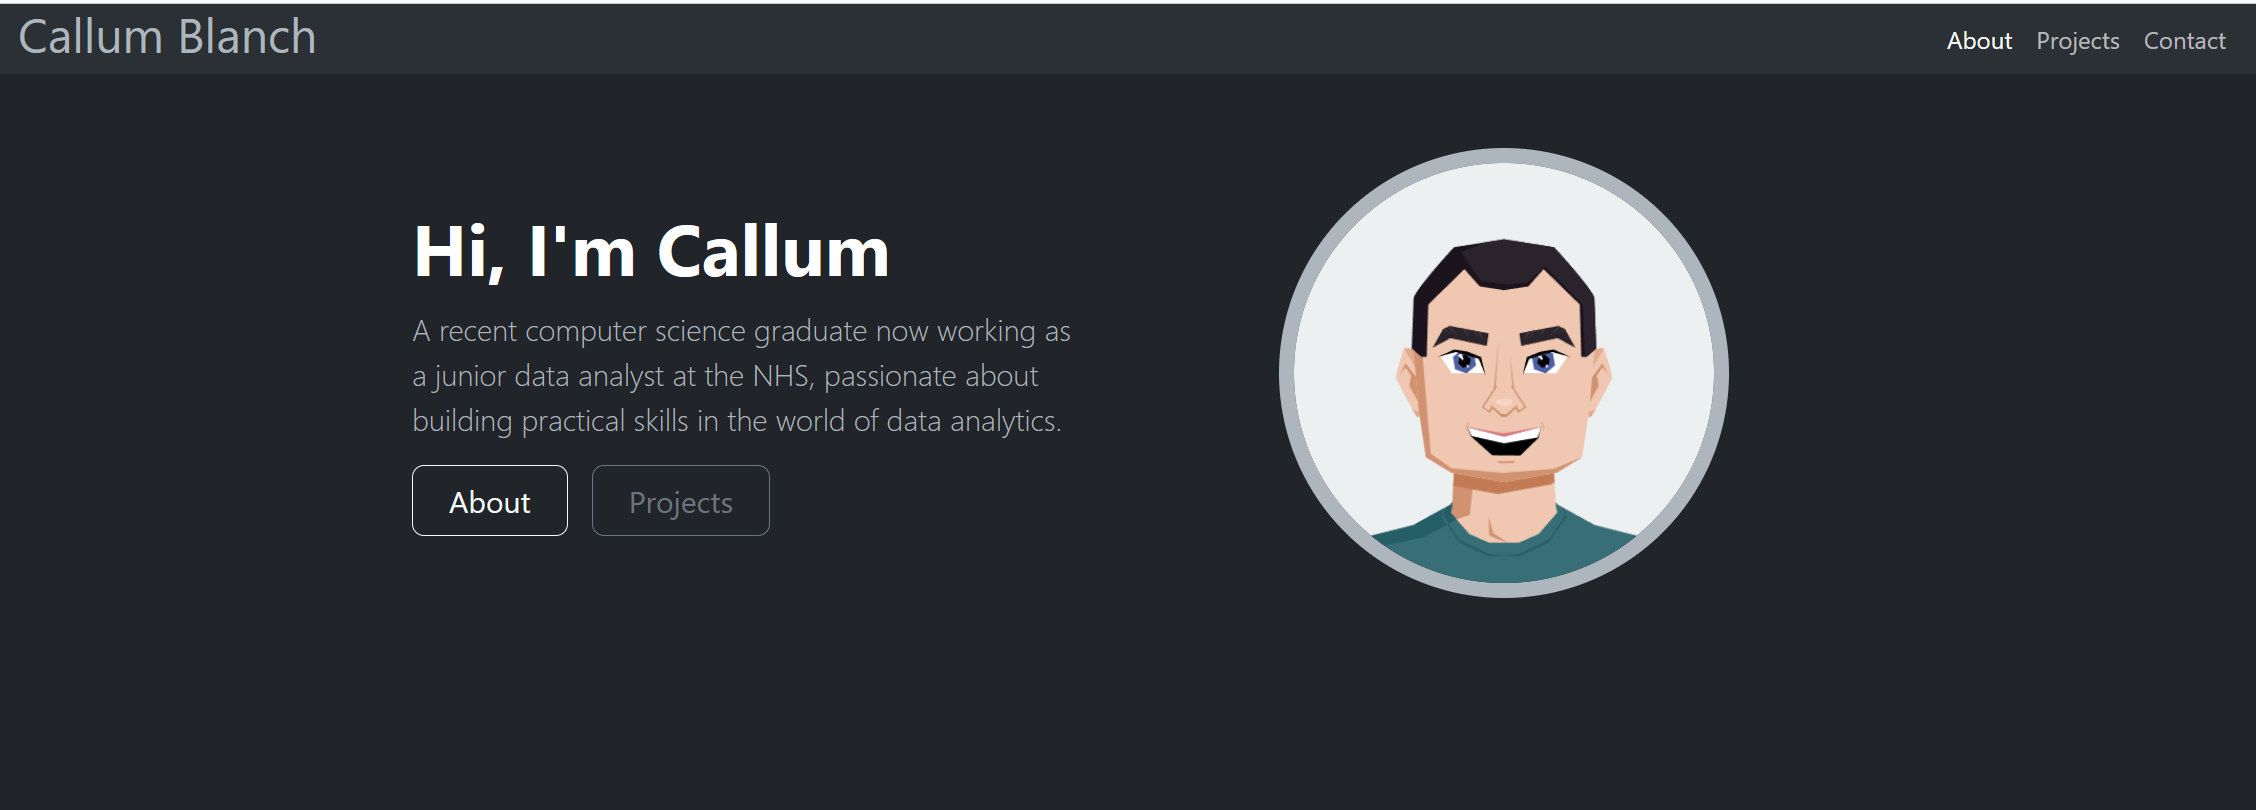 Callum Blanch
About Projects Contact
Hi, I'm Callum
A recent computer science graduate now working as
a junior data analyst at the NHS, passionate about
building practical skills in the world of data analytics.
About Projects